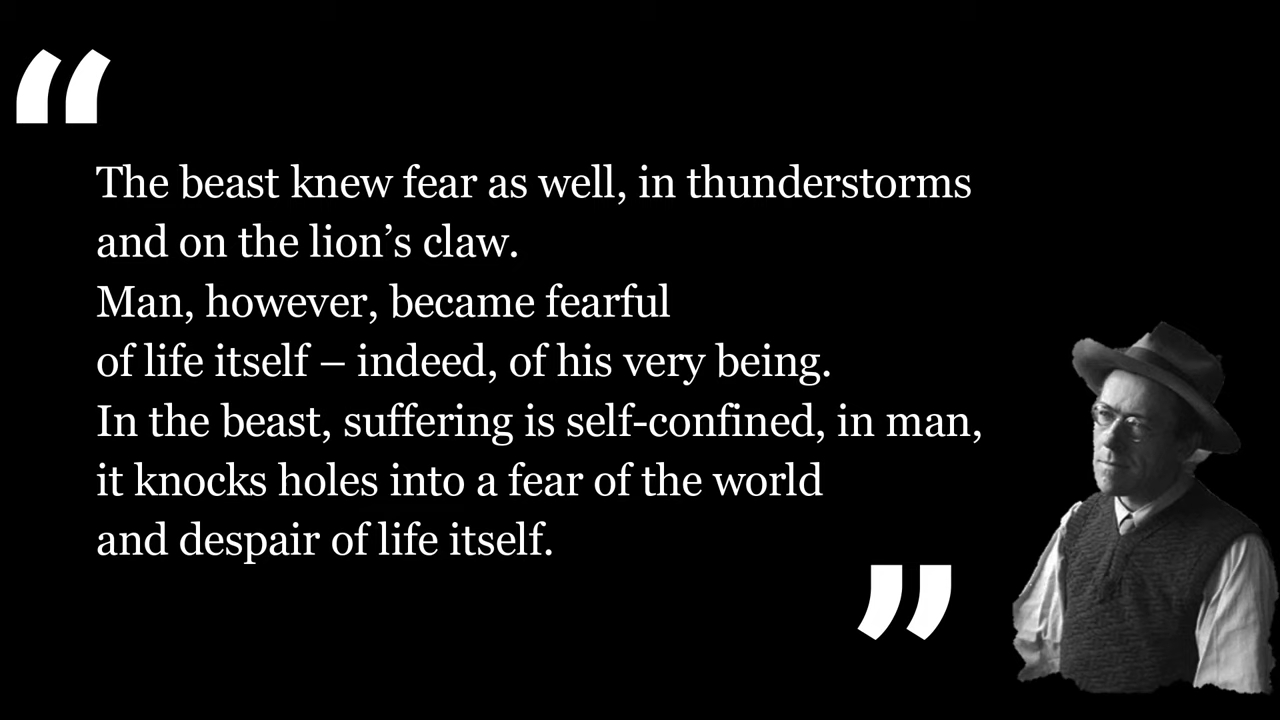 “
The beast knew fear as well, in thunderstorms
and on the lion’s claw.
Man, however, became fearful
of life itself – indeed, of his very being.
In the beast, suffering is self-confined, in man,
it knocks holes into a fear of the world
and despair of life itself.
”